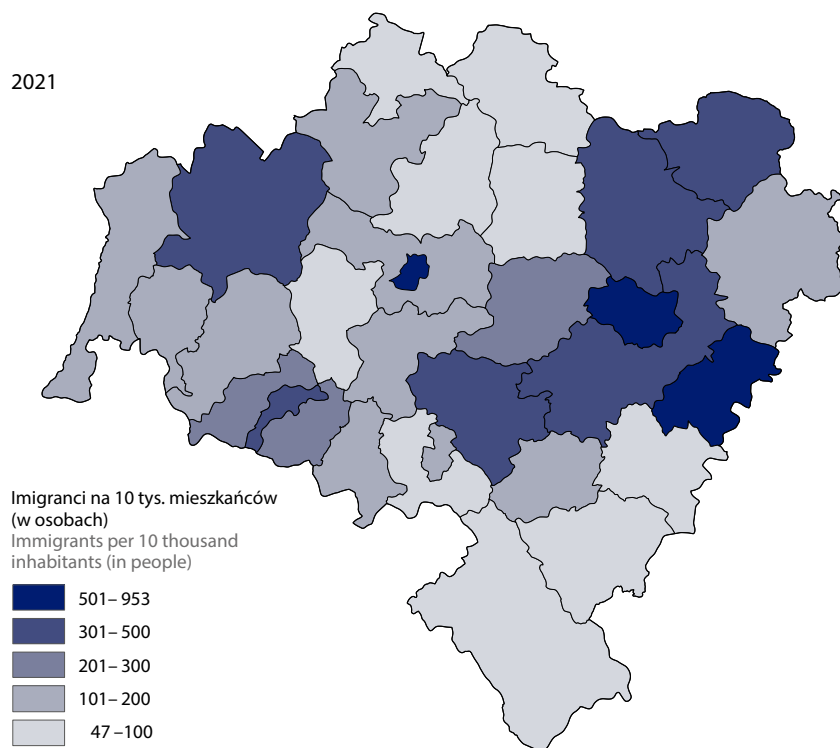 2021
Imigranci na 10 tys. mieszkańców
(w osobach)
Immigrants per 10 thousand
inhabitants (in people)
501–953
301–500
201–300
101–200
47–100